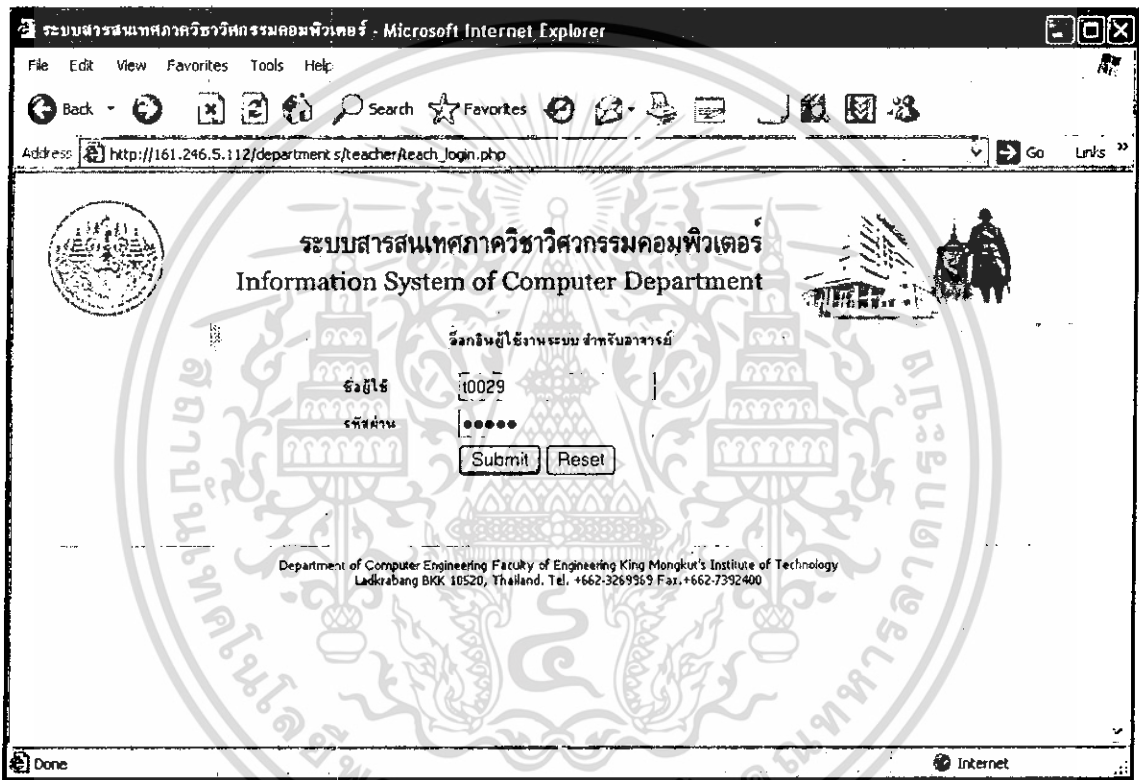 ระบบสารสนเทศภาควิชาวิศกรรมคอมพิวเตอร์ - Microsoft Internet Explorer
File Edit View Favorites Tools Help
Back Search Favorites
Address http://161.246.5.112/departments/teacher/teach_login.php Go Links »
ระบบสารสนเทศภาควิชาวิศวกรรมคอมพิวเตอร์
Information System of Computer Department
ล็อกอินผู้ใช้งานระบบ สำหรับอาจารย์
ชื่อผู้ใช้ t0029
รหัสผ่าน •••••
Submit Reset
Department of Computer Engineering Faculty of Engineering King Mongkut's Institute of Technology
Ladkrabang BKK 10520, Thailand. Tel. +662-3269969 Fax.+662-7392400
Done Internet